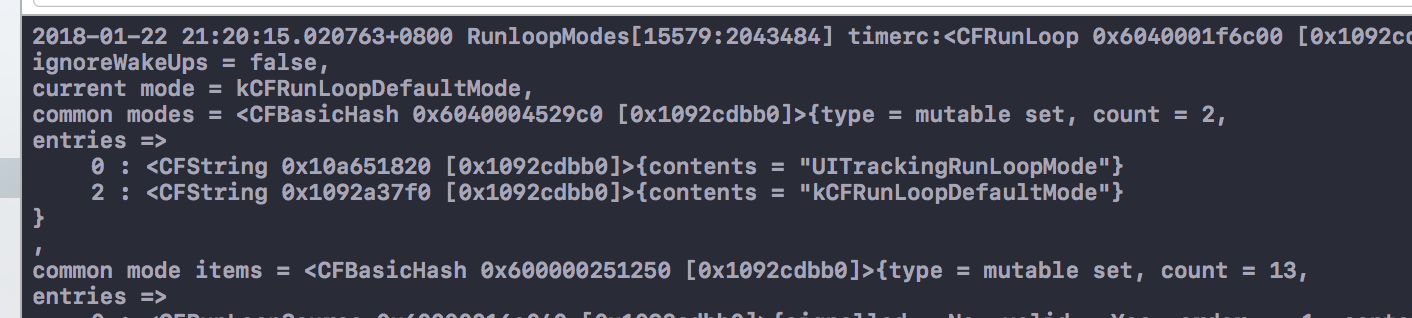 2018-01-22 21:20:15.020763+0800 RunloopModes[15579:2043484] timerc:<CFRunLoop 0x6040001f6c00 [0x1092cd
ignoreWakeUps = false,
current mode = kCFRunLoopDefaultMode,
common modes = <CFBasicHash 0x6040004529c0 [0x1092cdbb0]>{type = mutable set, count = 2,
entries =>
0 : <CFString 0x10a651820 [0x1092cdbb0]>{contents = "UITrackingRunLoopMode"}
2 : <CFString 0x1092a37f0 [0x1092cdbb0]>{contents = "kCFRunLoopDefaultMode"}
}
,
common mode items = <CFBasicHash 0x600000251250 [0x1092cdbb0]>{type = mutable set, count = 13,
entries =>